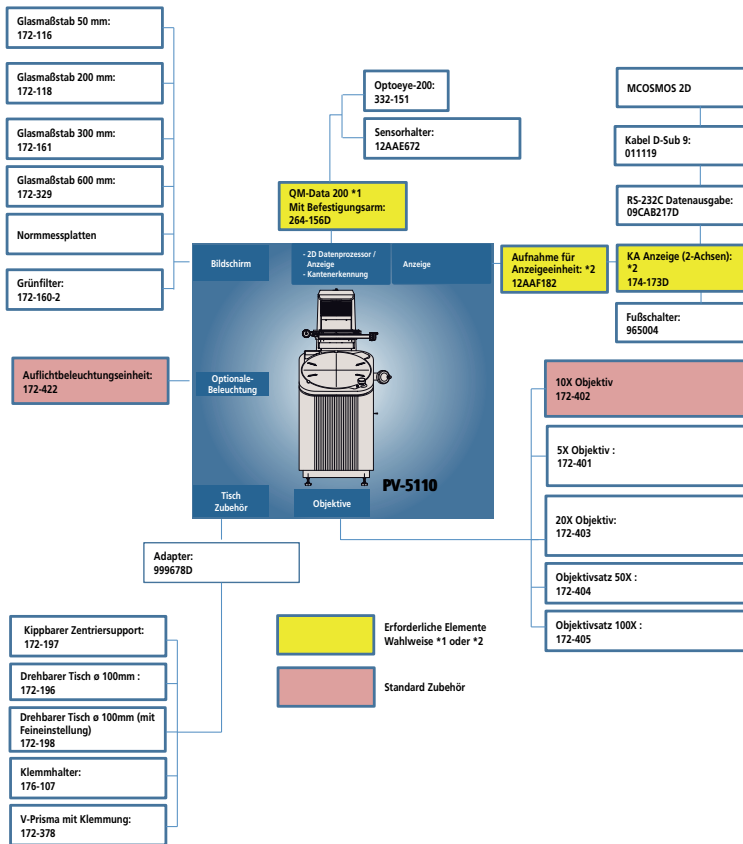 Glasmaßstab 50 mm:
172-116
Glasmaßstab 200 mm:
172-118
Glasmaßstab 300 mm:
172-161
Glasmaßstab 600 mm:
172-329
Normmessplatten
Grünfilter:
172-160-2
Optoeye-200:
332-151
Sensorhalter:
12AAE672
QM-Data 200 *1
Mit Befestigungsarm:
264-156D
MCOSMOS 2D
Kabel D-Sub 9:
011119
RS-232C Datenausgabe:
09CAB217D
Aufnahme für
Anzeigeeinheit: *2
12AAF182
KA Anzeige (2-Achsen):
*2
174-173D
Fußschalter:
965004
Bildschirm
- 2D Datenprozessor /
Anzeige
- Kantenerkennung
Anzeige
Auflichtbeleuchtungseinheit:
172-422
Optionale-
Beleuchtung
PV-5110
Tisch
Zubehör
Objektive
10X Objektiv
172-402
5X Objektiv :
172-401
20X Objektiv:
172-403
Objektivsatz 50X :
172-404
Objektivsatz 100X :
172-405
Adapter:
999678D
Kippbarer Zentriersupport:
172-197
Drehbarer Tisch ø 100mm :
172-196
Drehbarer Tisch ø 100mm (mit
Feineinstellung)
172-198
Klemmhalter:
176-107
V-Prisma mit Klemmung:
172-378
Erforderliche Elemente
Wahlweise *1 oder *2
Standard Zubehör